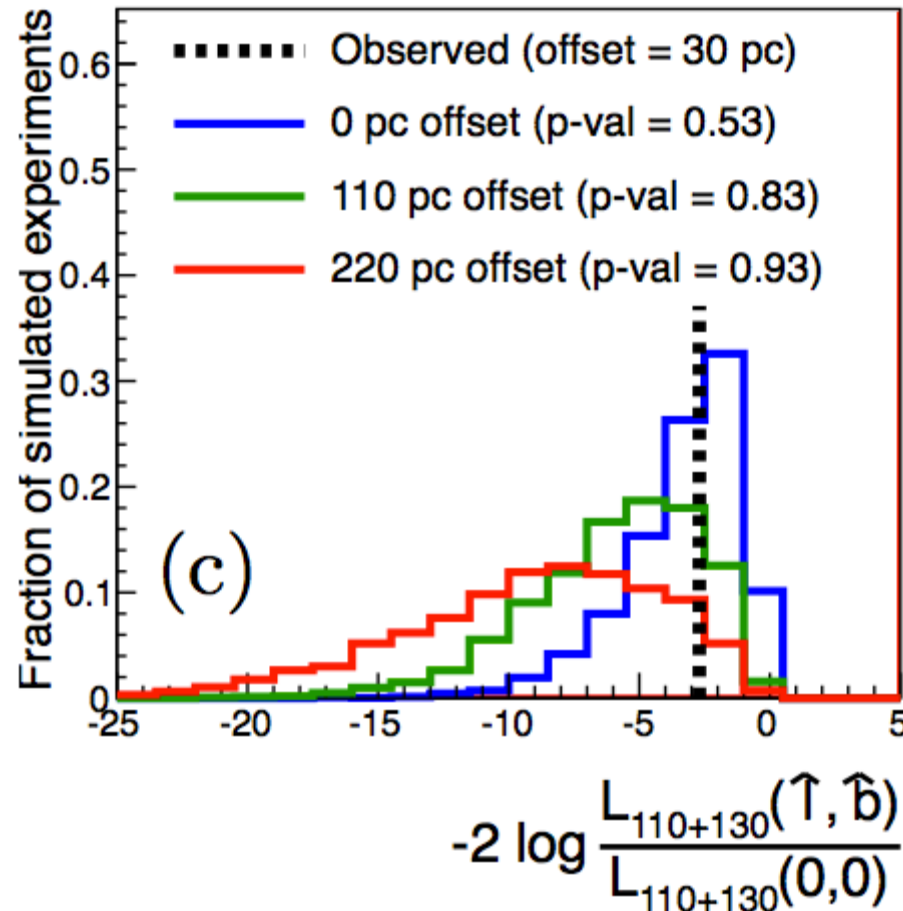 Fraction of simulated experiments
0.6
0.5
0.4
0.3
0.2
0.1
0
Observed (offset = 30 pc)
0 pc offset (p-val = 0.53)
110 pc offset (p-val = 0.83)
220 pc offset (p-val = 0.93)
(c)
-25 -20 -15 -10 -5 0 5
-2 log L₁₁₀₊₁₃₀(l̂, b̂)
L₁₁₀₊₁₃₀(0,0)